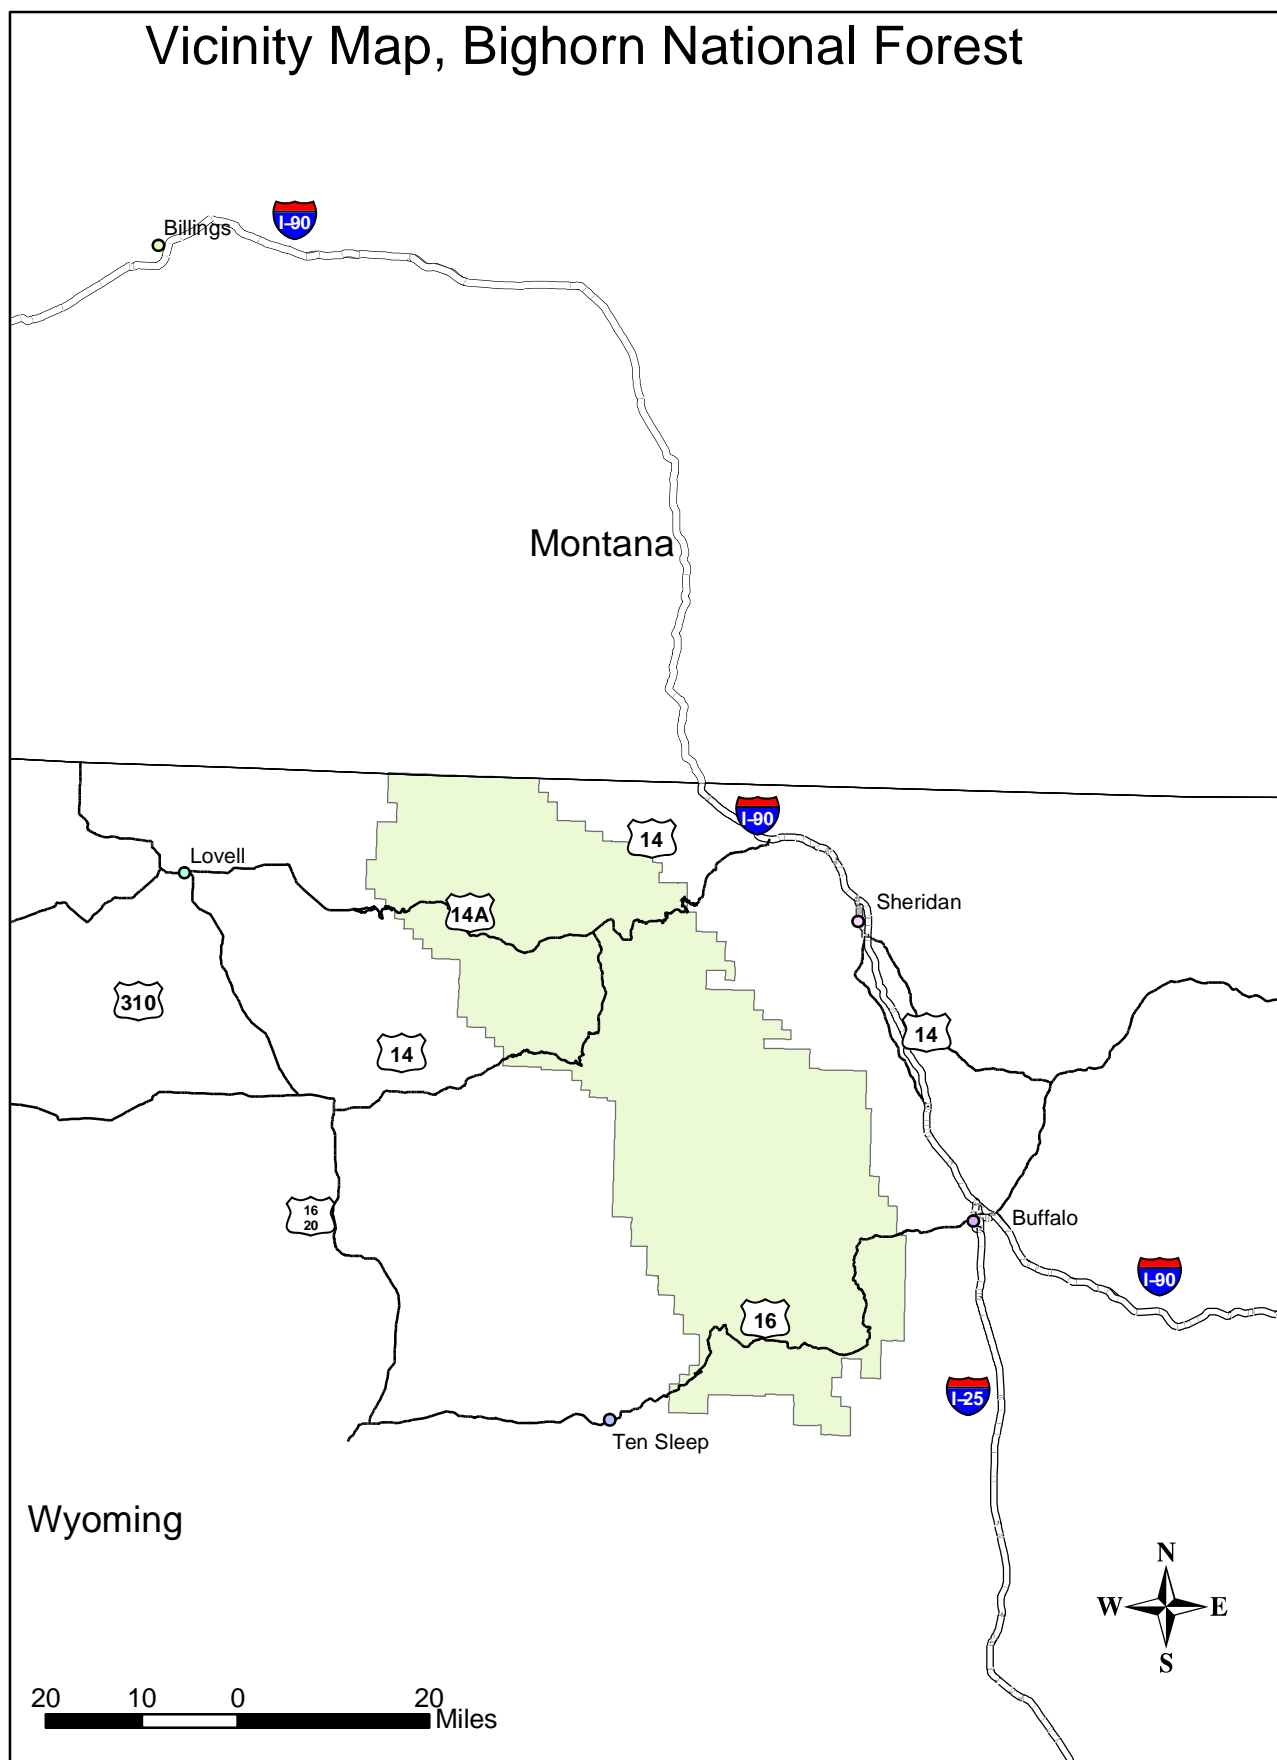 Vicinity Map, Bighorn National Forest
I-90
Billings
Montana
I-90
14
Lovell
Sheridan
14A
310
14
14
16
20
Buffalo
I-90
16
I-25
Ten Sleep
Wyoming
N
W E
S
20 10 0 20
Miles